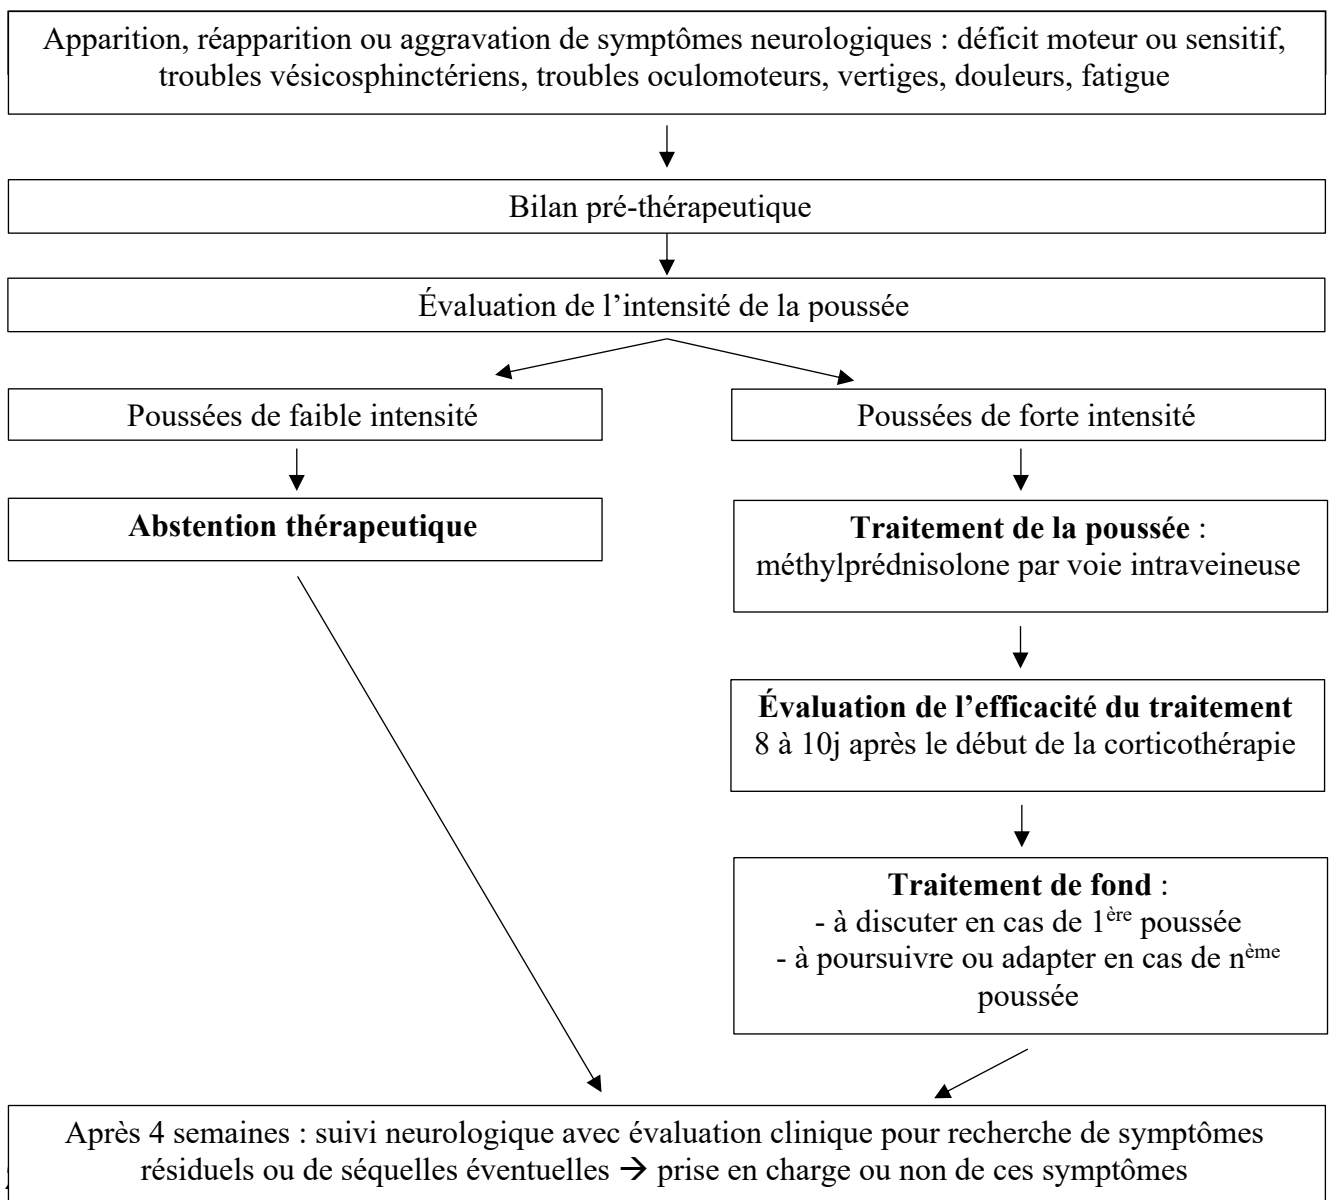 Apparition, réapparition ou aggravation de symptômes neurologiques : déficit moteur ou sensitif,
troubles vésicosphinctériens, troubles oculomoteurs, vertiges, douleurs, fatigue
Bilan pré-thérapeutique
Évaluation de l’intensité de la poussée
Poussées de faible intensité
Poussées de forte intensité
Abstention thérapeutique
Traitement de la poussée :
méthylprédnisolone par voie intraveineuse
Évaluation de l’efficacité du traitement
8 à 10j après le début de la corticothérapie
Traitement de fond :
- à discuter en cas de 1ère poussée
- à poursuivre ou adapter en cas de nème
poussée
Après 4 semaines : suivi neurologique avec évaluation clinique pour recherche de symptômes
résiduels ou de séquelles éventuelles → prise en charge ou non de ces symptômes